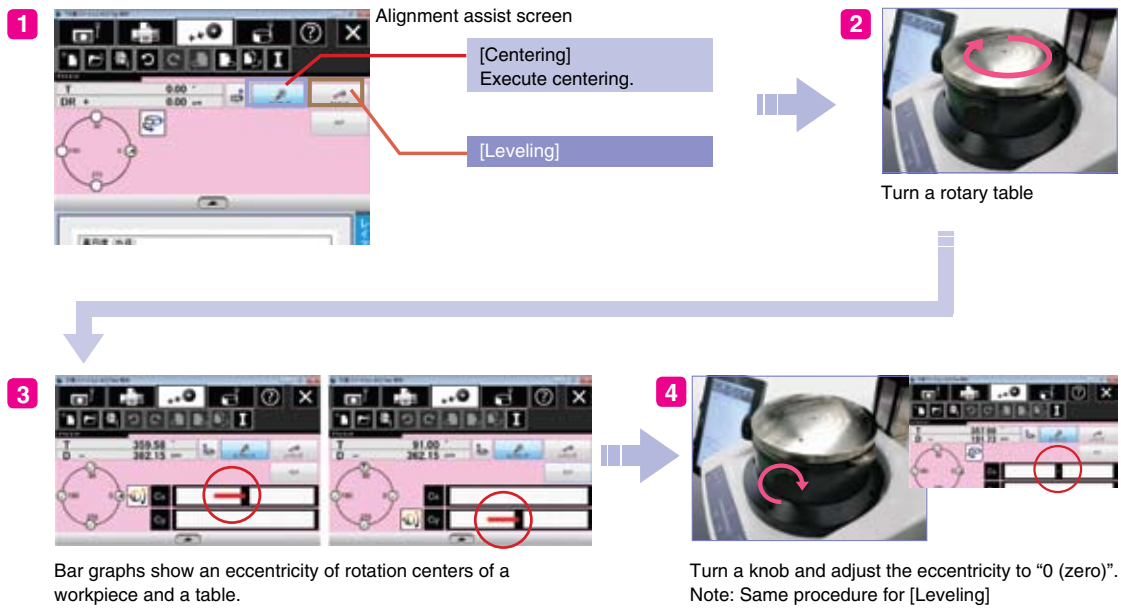 1
Alignment assist screen
[Centering]
Execute centering.
[Leveling]
T 0.00
DR + 0.00
2
Turn a rotary table
3
T 359.58
D - 362.15
Cx
Cy
T 91.00
D - 362.15
Cx
Cy
Bar graphs show an eccentricity of rotation centers of a
workpiece and a table.
4
Turn a knob and adjust the eccentricity to “0 (zero)”.
Note: Same procedure for [Leveling]